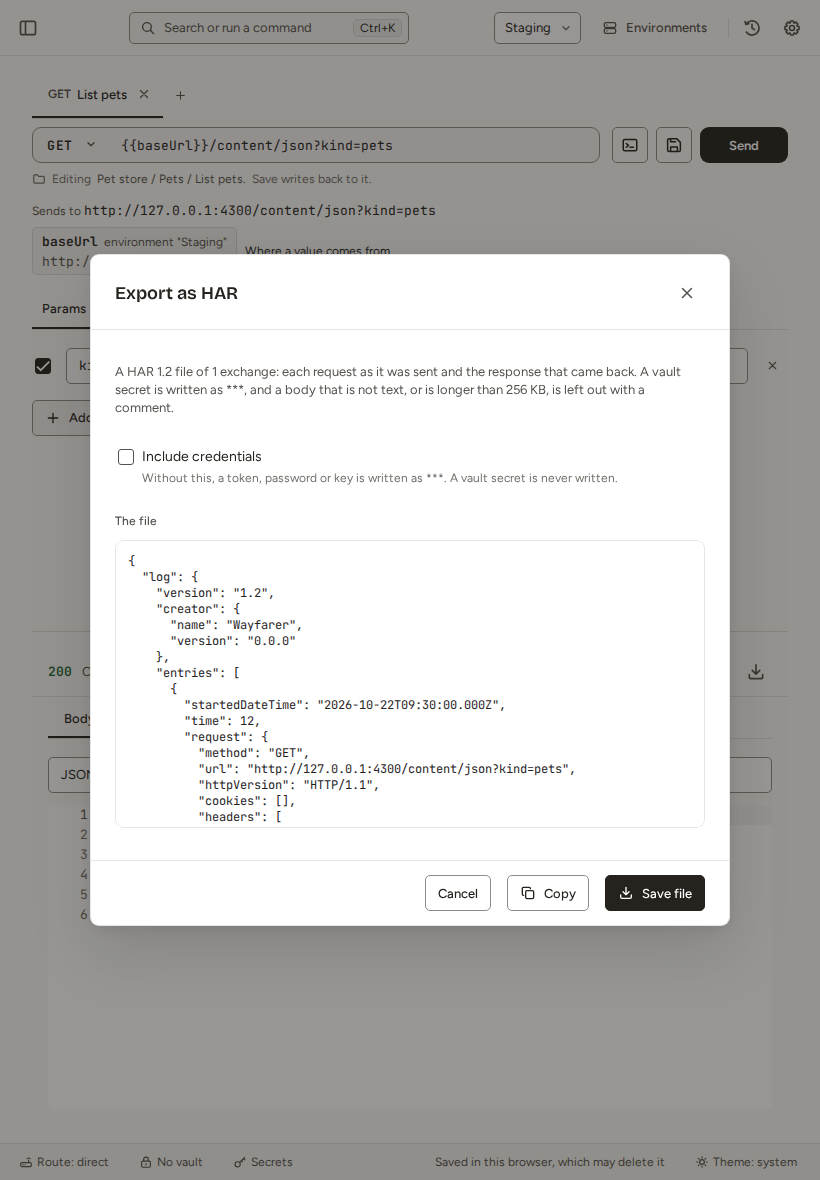 Search or run a command Ctrl+K Staging Environments
GET List pets
GET {{baseUrl}}/content/json?kind=pets Send
Editing Pet store / Pets / List pets. Save writes back to it.
Sends to http://127.0.0.1:4300/content/json?kind=pets
baseUrl environment "Staging"
Where a value comes from
http:/
Params
Export as HAR
A HAR 1.2 file of 1 exchange: each request as it was sent and the response that came back. A vault
secret is written as ***, and a body that is not text, or is longer than 256 KB, is left out with a
comment.
Include credentials
Without this, a token, password or key is written as ***. A vault secret is never written.
The file
{
"log": {
"version": "1.2",
"creator": {
"name": "Wayfarer",
"version": "0.0.0"
},
"entries": [
{
"startedDateTime": "2026-10-22T09:30:00.000Z",
"time": 12,
"request": {
"method": "GET",
"url": "http://127.0.0.1:4300/content/json?kind=pets",
"httpVersion": "HTTP/1.1",
"cookies": [],
"headers": [
Cancel Copy Save file
Add
200
Body
JSON
1
2
3
4
5
6
Route: direct No vault Secrets Saved in this browser, which may delete it Theme: system